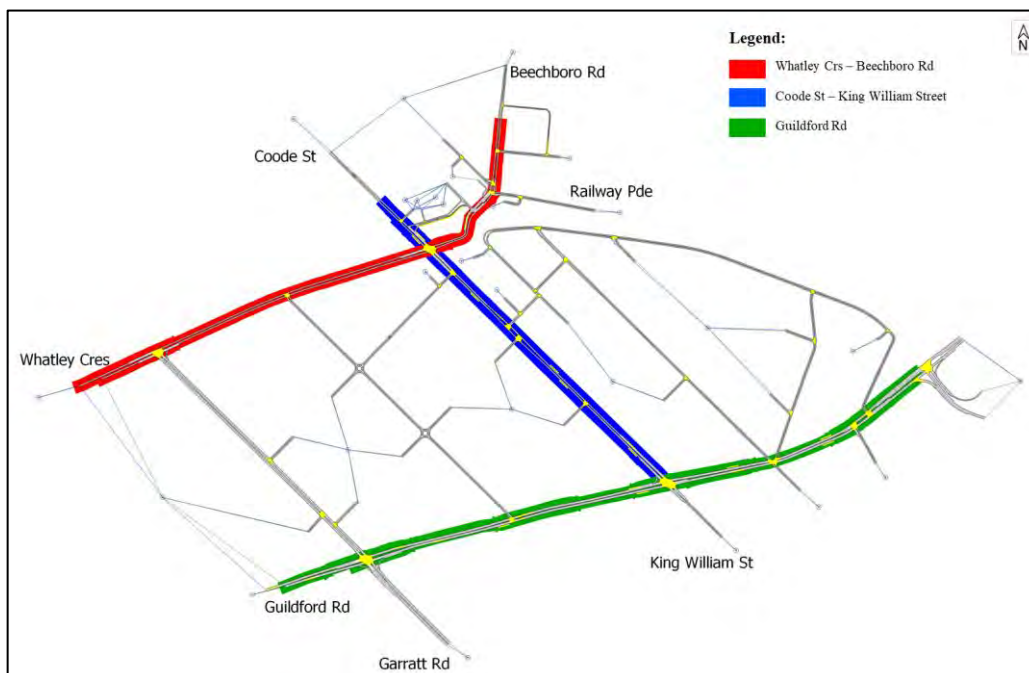 N
Legend:
Whatley Crs – Beechboro Rd
Coode St – King William Street
Guildford Rd
Beechboro Rd
Coode St
Railway Pde
Whatley Cres
King William St
Guildford Rd
Garratt Rd